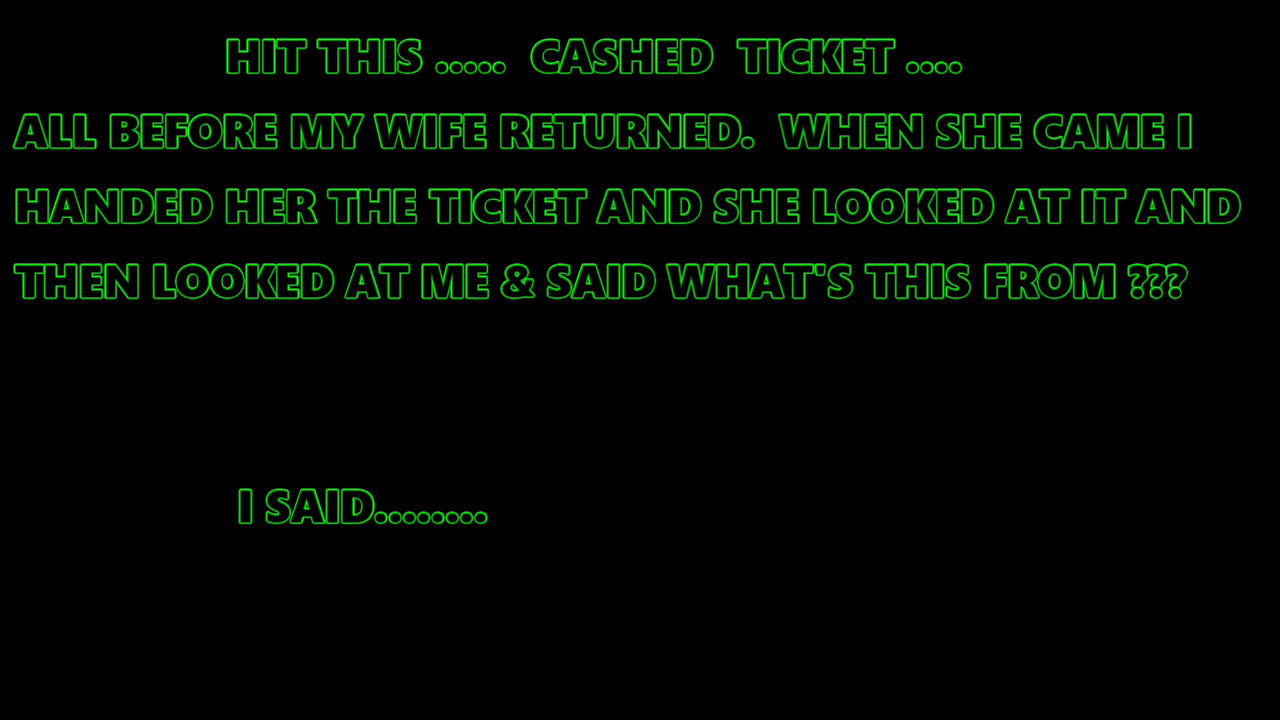 HIT THIS ..... CASHED TICKET ....
ALL BEFORE MY WIFE RETURNED. WHEN SHE CAME I
HANDED HER THE TICKET AND SHE LOOKED AT IT AND
THEN LOOKED AT ME & SAID WHAT'S THIS FROM ???
I SAID........